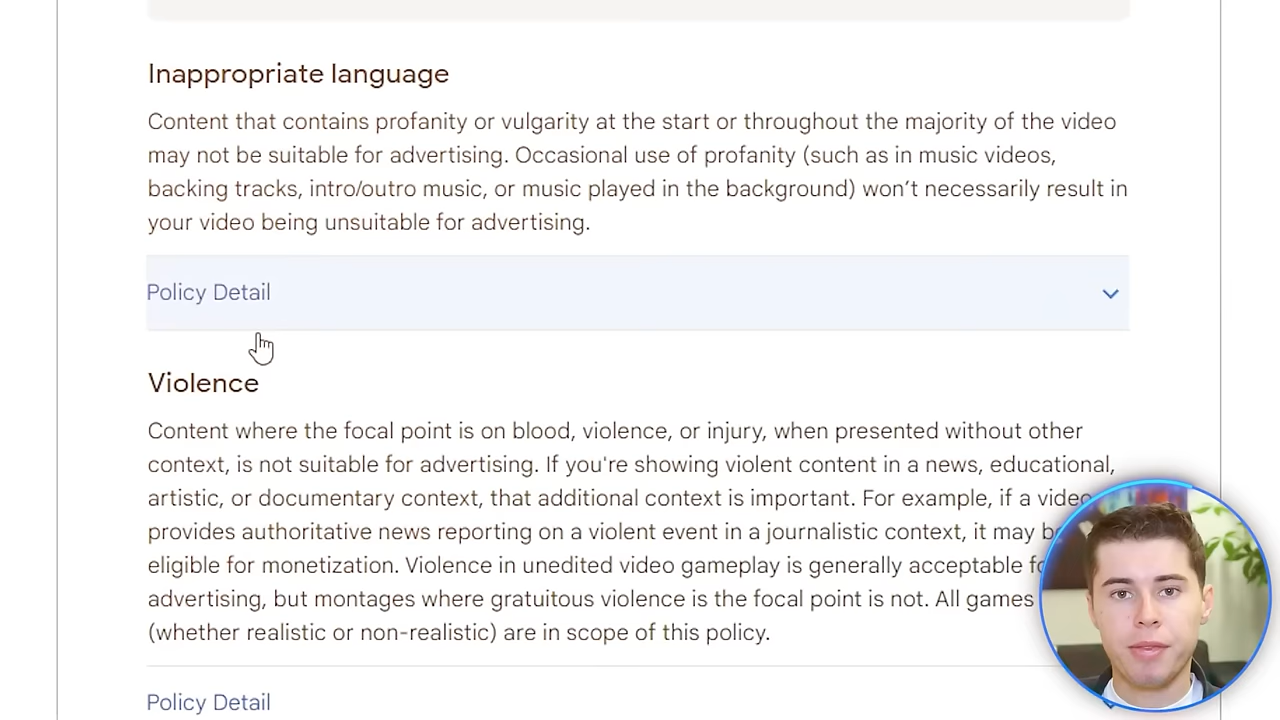 Inappropriate language
Content that contains profanity or vulgarity at the start or throughout the majority of the video
may not be suitable for advertising. Occasional use of profanity (such as in music videos,
backing tracks, intro/outro music, or music played in the background) won’t necessarily result in
your video being unsuitable for advertising.
Policy Detail
Violence
Content where the focal point is on blood, violence, or injury, when presented without other
context, is not suitable for advertising. If you're showing violent content in a news, educational,
artistic, or documentary context, that additional context is important. For example, if a video
provides authoritative news reporting on a violent event in a journalistic context, it may
eligible for monetization. Violence in unedited video gameplay is generally acceptable
advertising, but montages where gratuitous violence is the focal point is not. All games
(whether realistic or non-realistic) are in scope of this policy.
Policy Detail